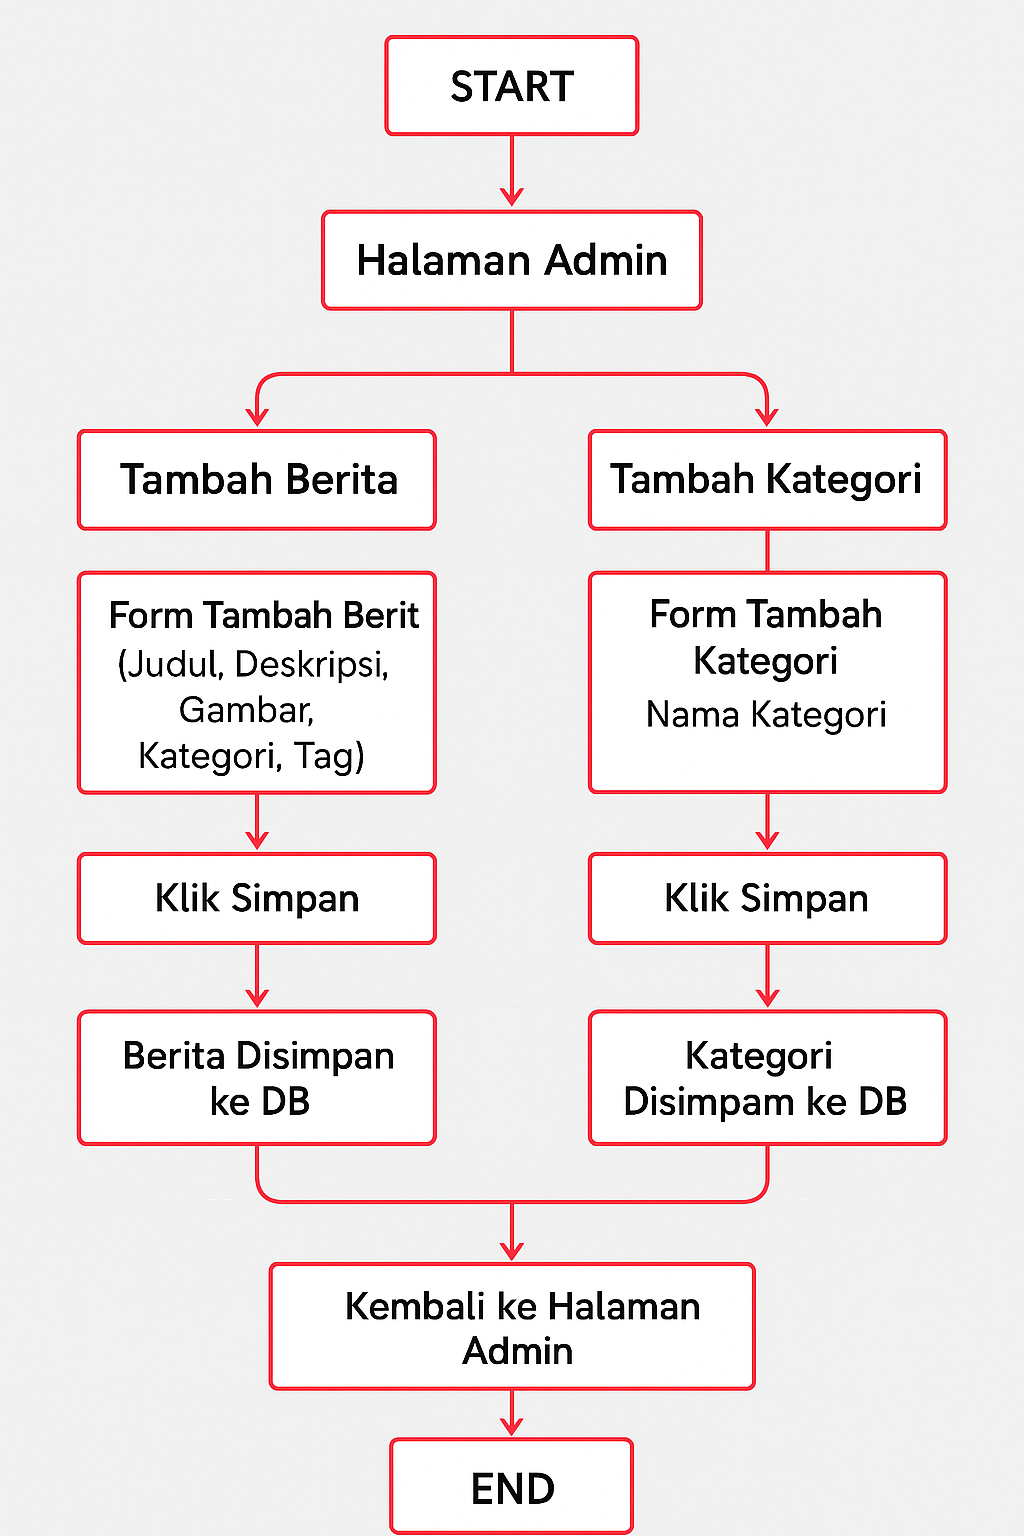 START
Halaman Admin
Tambah Berita
Tambah Kategori
Form Tambah Berit
(Judul, Deskripsi,
Gambar,
Kategori, Tag)
Form Tambah
Kategori
Nama Kategori
Klik Simpan
Klik Simpan
Berita Disimpan
ke DB
Kategori
Disimpam ke DB
Kembali ke Halaman
Admin
END